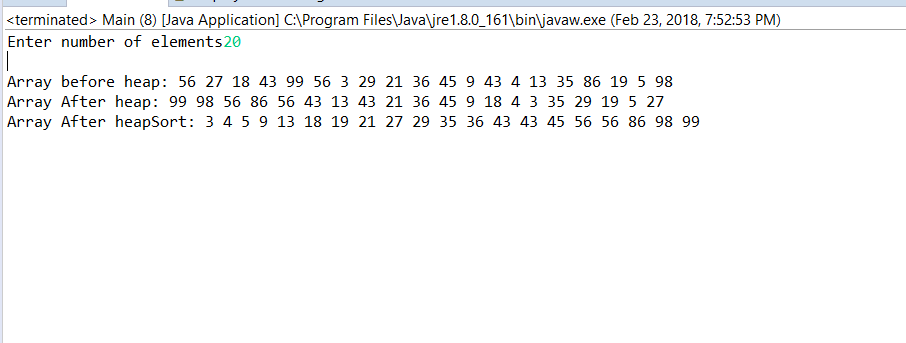 <terminated> Main (8) [Java Application] C:\Program Files\Java\jre1.8.0_161\bin\javaw.exe (Feb 23, 2018, 7:52:53 PM)
Enter number of elements20
Array before heap: 56 27 18 43 99 56 3 29 21 36 45 9 43 4 13 35 86 19 5 98
Array After heap: 99 98 56 86 56 43 13 43 21 36 45 9 18 4 3 35 29 19 5 27
Array After heapSort: 3 4 5 9 13 18 19 21 27 29 35 36 43 43 45 56 56 86 98 99